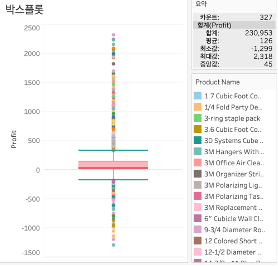 박스플롯
2500
2000
1500
1000
500
0
-500
-1000
-1500
Profit
요약
카운트: 327
합계(Profit)
합계: 230,953
평균: 126
최소값: -1,299
최대값: 2,318
중앙값: 45
Product Name
1.7 Cubic Foot Co...
1/4 Fold Party De...
3-ring staple pack
3.6 Cubic Foot Co...
3D Systems Cube ...
3M Hangers With ...
3M Office Air Clea...
3M Organizer Stri...
3M Polarizing Lig...
3M Polarizing Tas...
3M Replacement ...
6" Cubicle Wall Cl...
9-3/4 Diameter Ro...
12 Colored Short ...
12-1/2 Diameter ...